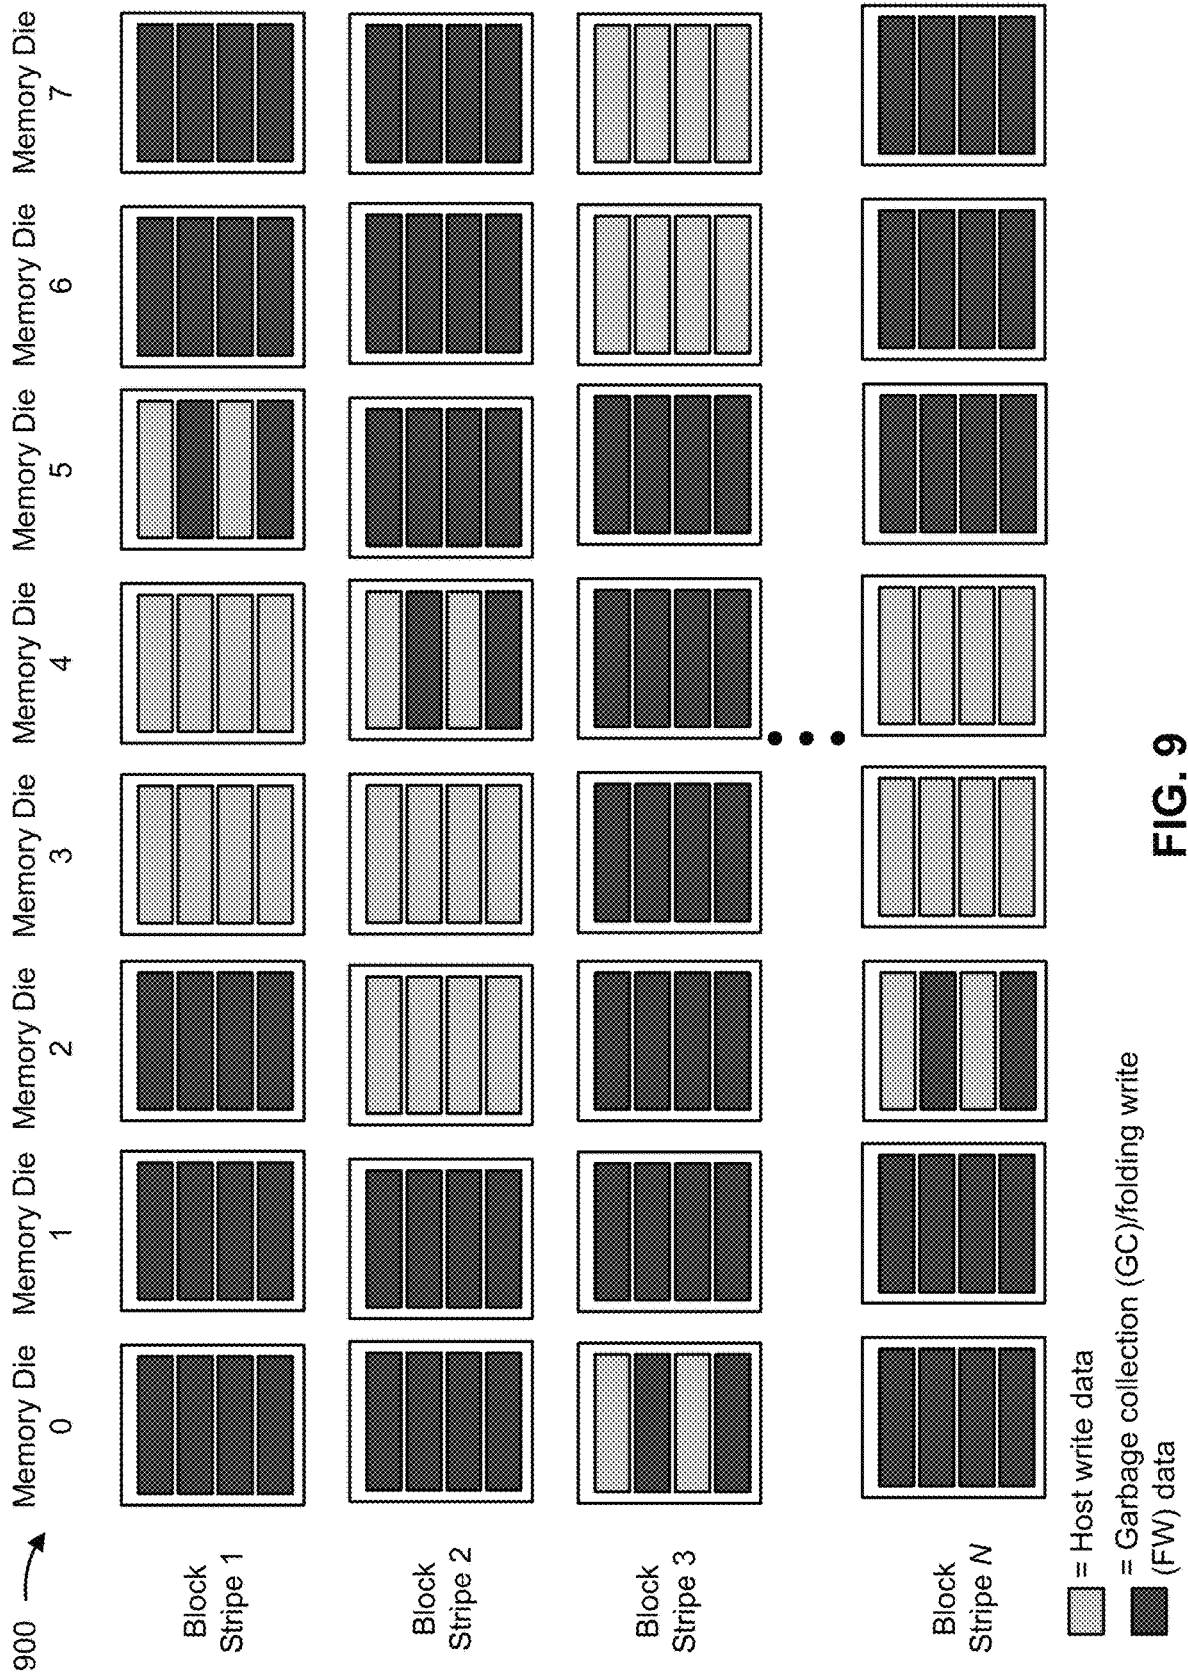 900
Memory Die
0
Memory Die
1
Memory Die
2
Memory Die
3
Memory Die
4
Memory Die
5
Memory Die
6
Memory Die
7
Block
Stripe 1
Block
Stripe 2
Block
Stripe 3
Block
Stripe N
= Host write data
= Garbage collection (GC)/folding write
(FW) data
FIG. 9